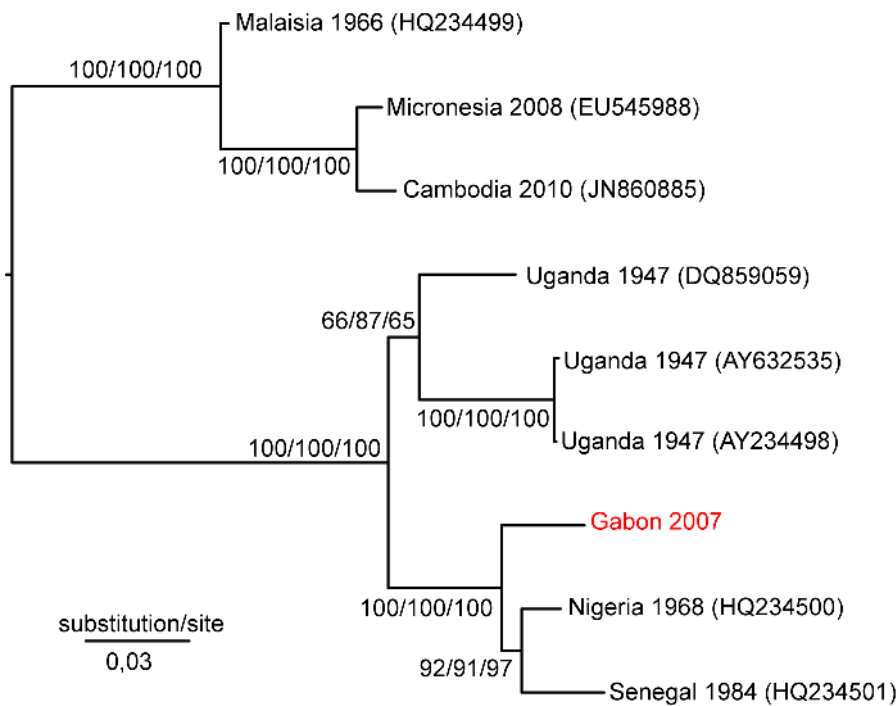 Malaisia 1966 (HQ234499)
100/100/100
Micronesia 2008 (EU545988)
100/100/100
Cambodia 2010 (JN860885)
Uganda 1947 (DQ859059)
66/87/65
Uganda 1947 (AY632535)
100/100/100
Uganda 1947 (AY234498)
100/100/100
Gabon 2007
100/100/100
Nigeria 1968 (HQ234500)
92/91/97
Senegal 1984 (HQ234501)
substitution/site
0,03